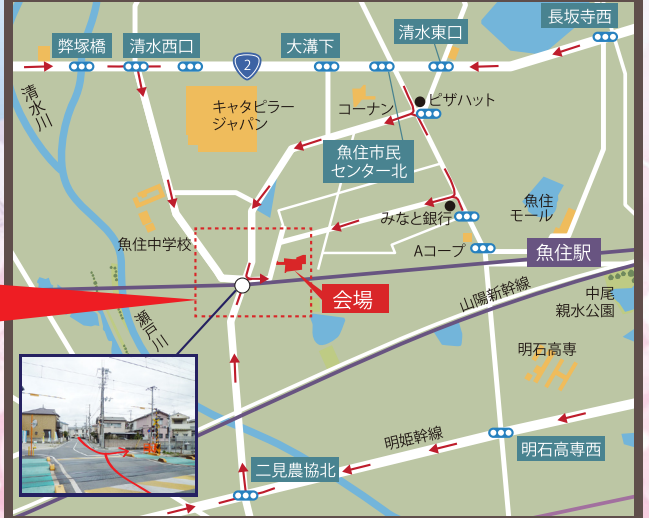 長坂寺西
清水東口
弊塚橋
清水西口
大溝下
2
清水川
キャタピラー
ジャパン
コーナン
ピザハット
魚住市民
センター北
みなと銀行
魚住
モール
魚住中学校
Aコープ
魚住駅
会場
山陽新幹線
中尾
親水公園
瀬戸川
明石高専
明姫幹線
明石高専西
二見農協北